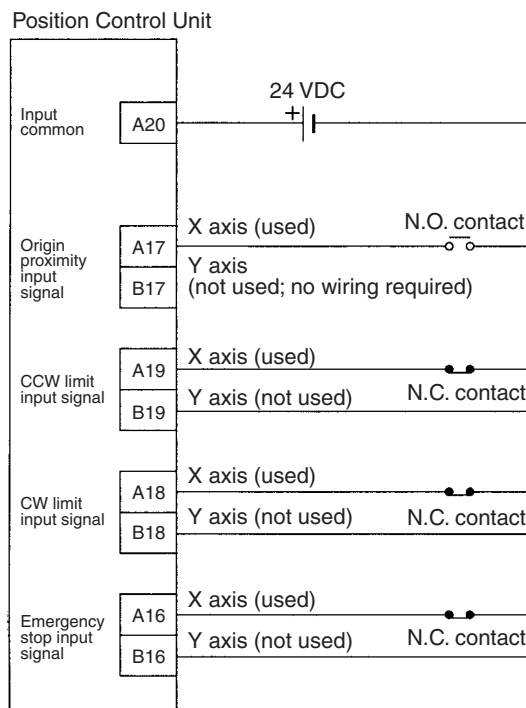 Position Control Unit
24 VDC
+
Input
common
A20
Origin
proximity
input
signal
A17
X axis (used)
N.O. contact
B17
Y axis
(not used; no wiring required)
CCW limit
input signal
A19
X axis (used)
N.C. contact
B19
Y axis (not used)
CW limit
input signal
A18
X axis (used)
N.C. contact
B18
Y axis (not used)
Emergency
stop input
signal
A16
X axis (used)
N.C. contact
B16
Y axis (not used)